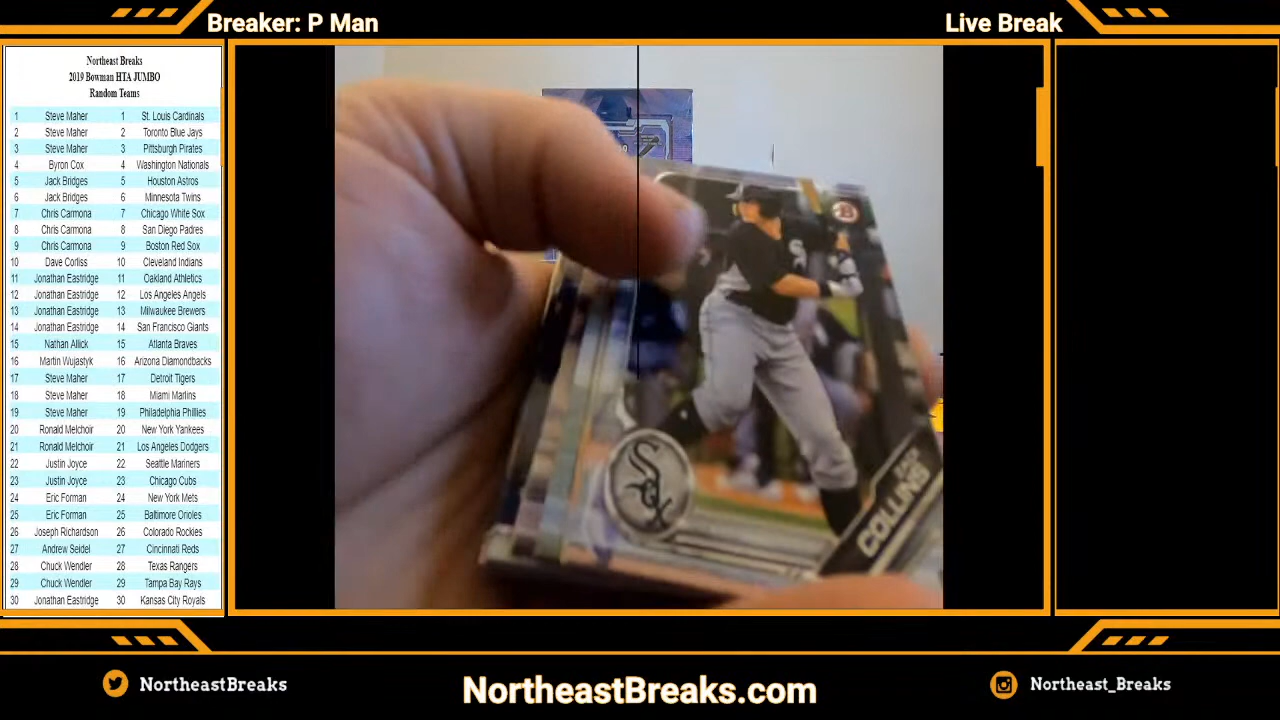 Breaker: P Man
Live Break
Northeast Breaks
2019 Bowman HTA JUMBO
Random Teams
1 Steve Maher 1 St. Louis Cardinals
2 Steve Maher 2 Toronto Blue Jays
3 Steve Maher 3 Pittsburgh Pirates
4 Byron Cox 4 Washington Nationals
5 Jack Bridges 5 Houston Astros
6 Jack Bridges 6 Minnesota Twins
7 Chris Carmona 7 Chicago White Sox
8 Chris Carmona 8 San Diego Padres
9 Chris Carmona 9 Boston Red Sox
10 Dave Corliss 10 Cleveland Indians
11 Jonathan Eastridge 11 Oakland Athletics
12 Jonathan Eastridge 12 Los Angeles Angels
13 Jonathan Eastridge 13 Milwaukee Brewers
14 Jonathan Eastridge 14 San Francisco Giants
15 Nathan Allick 15 Atlanta Braves
16 Martin Wujastyk 16 Arizona Diamondbacks
17 Steve Maher 17 Detroit Tigers
18 Steve Maher 18 Miami Marlins
19 Steve Maher 19 Philadelphia Phillies
20 Ronald Melchoir 20 New York Yankees
21 Ronald Melchoir 21 Los Angeles Dodgers
22 Justin Joyce 22 Seattle Mariners
23 Justin Joyce 23 Chicago Cubs
24 Eric Forman 24 New York Mets
25 Eric Forman 25 Baltimore Orioles
26 Joseph Richardson 26 Colorado Rockies
27 Andrew Seidel 27 Cincinnati Reds
28 Chuck Wendler 28 Texas Rangers
29 Chuck Wendler 29 Tampa Bay Rays
30 Jonathan Eastridge 30 Kansas City Royals
Sox
COLLINS
NortheastBreaks
NortheastBreaks.com
Northeast_Breaks